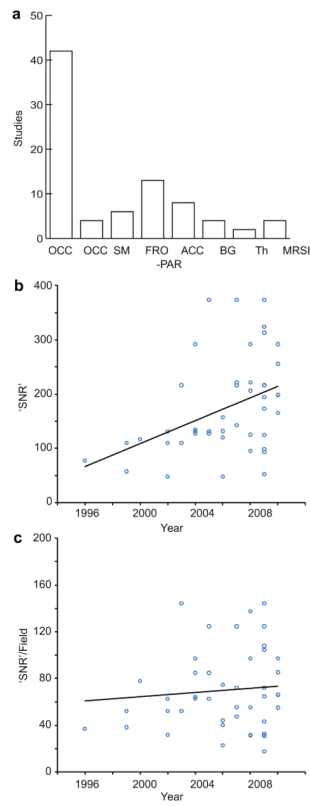 a
50
40
30
20
10
0
Studies
OCC OCC SM FRO ACC BG Th MRSI
-PAR
b
400
300
200
100
0
'SNR'
1996 2000 2004 2008
Year
c
200
160
120
80
40
0
'SNR'/Field
1996 2000 2004 2008
Year